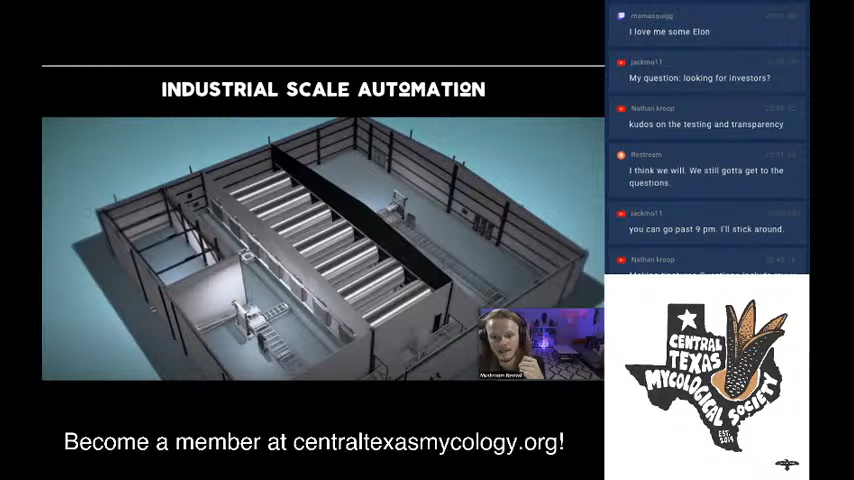 INDUSTRIAL SCALE AUTOMATION
Mushroom Revival
Become a member at centraltexasmycology.org!
mamasquigg
I love me some Elon
jackmo11
My question: looking for investors?
Nathan kroop
kudos on the testing and transparency
Restream
I think we will. We still gotta get to the
questions.
jackmo11
you can go past 9 pm. I'll stick around.
Nathan kroop
CENTRAL
TEXAS
MYCOLOGICAL SOCIETY
EST.
2019